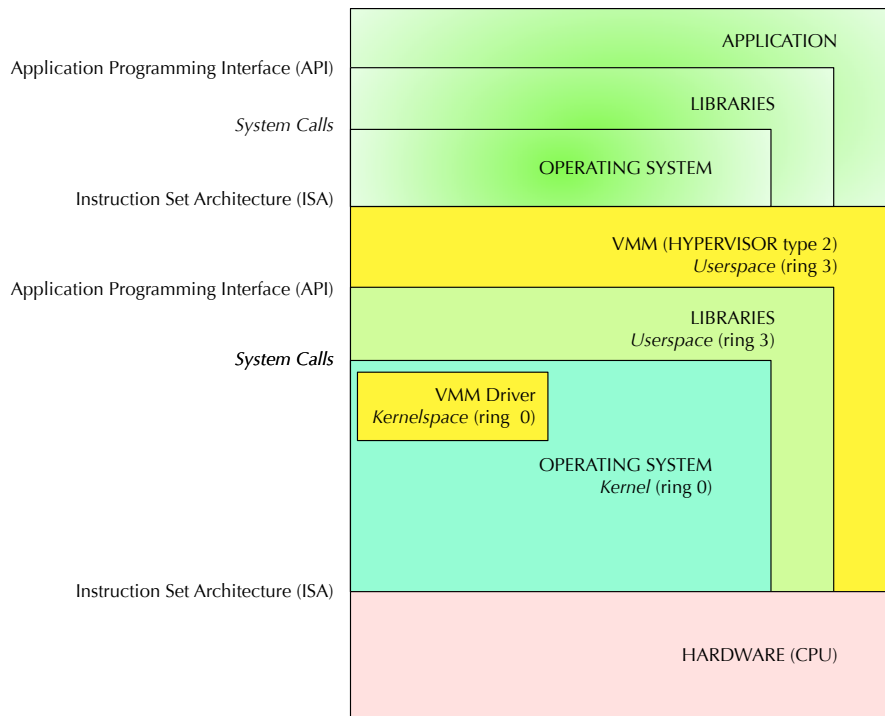 APPLICATION
Application Programming Interface (API)
LIBRARIES
System Calls
OPERATING SYSTEM
Instruction Set Architecture (ISA)
VMM (HYPERVISOR type 2)
Userspace (ring 3)
Application Programming Interface (API)
LIBRARIES
Userspace (ring 3)
System Calls
VMM Driver
Kernelspace (ring 0)
OPERATING SYSTEM
Kernel (ring 0)
Instruction Set Architecture (ISA)
HARDWARE (CPU)